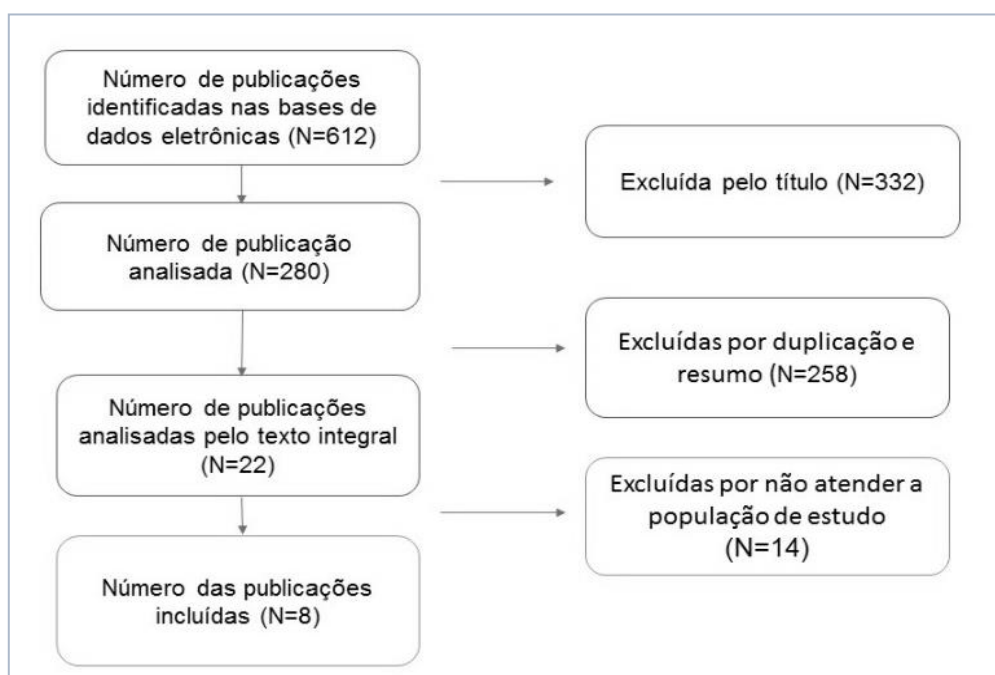 Número de publicações
identificadas nas bases de
dados eletrônicas (N=612)
Excluída pelo título (N=332)
Número de publicação
analisada (N=280)
Excluídas por duplicação e
resumo (N=258)
Número de publicações
analisadas pelo texto integral
(N=22)
Excluídas por não atender a
população de estudo
(N=14)
Número das publicações
incluídas (N=8)